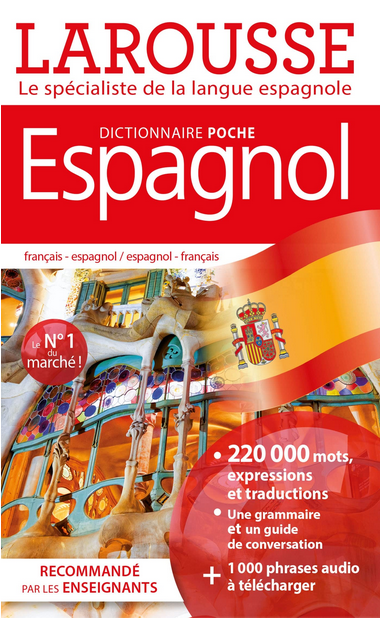 LAROUSSE
Le spécialiste de la langue espagnole
DICTIONNAIRE POCHE
Espagnol
français - espagnol / espagnol - français
Le N° 1
du
marché !
• 220 000 mots,
expressions
et traductions
• Une grammaire
et un guide
de conversation
+ 1 000 phrases audio
à télécharger
RECOMMANDÉ
PAR LES ENSEIGNANTS